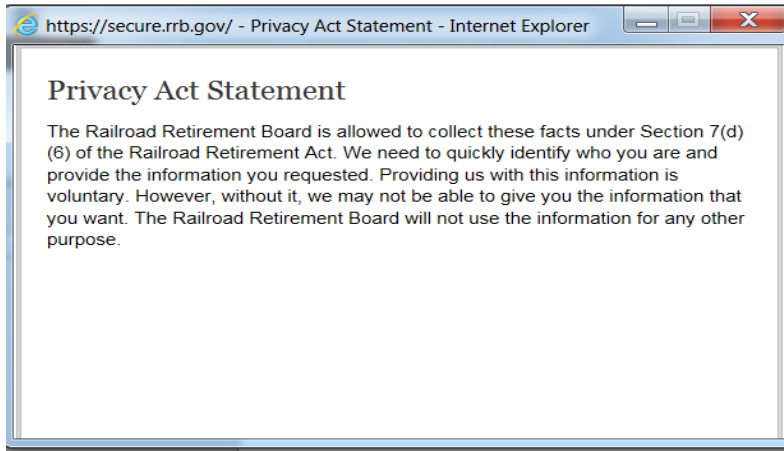 https://secure.rrb.gov/ - Privacy Act Statement - Internet Explorer
Privacy Act Statement
The Railroad Retirement Board is allowed to collect these facts under Section 7(d)
(6) of the Railroad Retirement Act. We need to quickly identify who you are and
provide the information you requested. Providing us with this information is
voluntary. However, without it, we may not be able to give you the information that
you want. The Railroad Retirement Board will not use the information for any other
purpose.